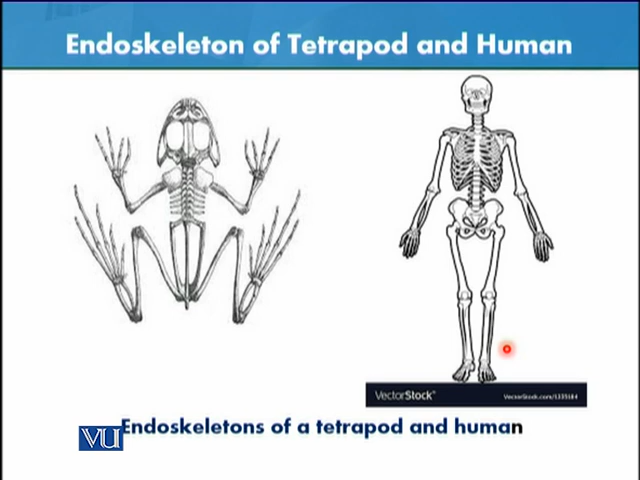 Endoskeleton of Tetrapod and Human
VectorStock®
VectorStock.com/1335184
VU Endoskeletons of a tetrapod and human